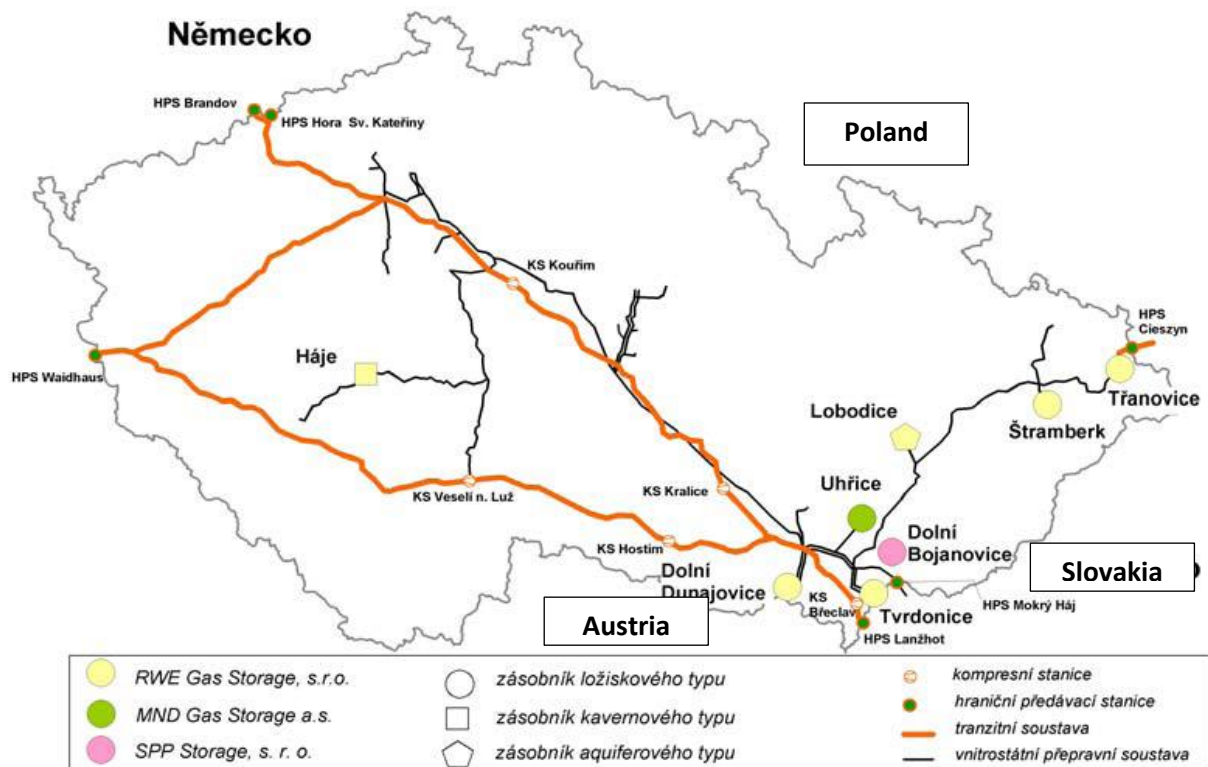 Německo
Poland
HPS Brandov
HPS Hora Sv. Kateřiny
KS Kouřim
HPS
Cieszyn
HPS Waidhaus
Háje
Třanovice
Lobodice
Štramberk
KS Veselí n. Luž
KS Kralice
Uhřice
KS Hostim
Dolní
Bojanovice
Dolní
Dunajovice
KS
Břeclav
Tvrdonice
Slovakia
HPS Mokrý Háj
Austria
HPS Lanžhot
RWE Gas Storage, s.r.o.
MND Gas Storage a.s.
SPP Storage, s. r. o.
zásobník ložiskového typu
zásobník kavernového typu
zásobník aquiferového typu
kompresní stanice
hraniční předávací stanice
tranzitní soustava
vnitrostátní přepravní soustava